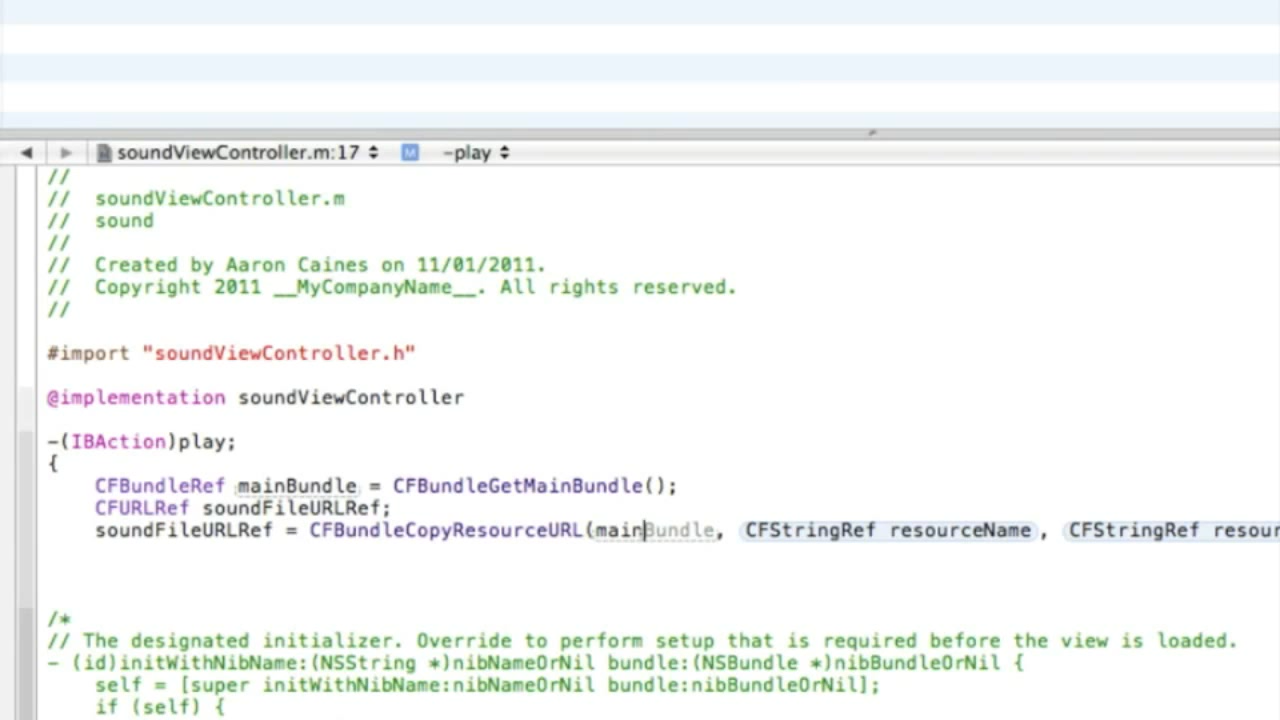 soundViewController.m:17 M -play
//
// soundViewController.m
// sound
//
// Created by Aaron Caines on 11/01/2011.
// Copyright 2011 __MyCompanyName__. All rights reserved.
//
#import "soundViewController.h"
@implementation soundViewController
-(IBAction)play;
{
CFBundleRef mainBundle = CFBundleGetMainBundle();
CFURLRef soundFileURLRef;
soundFileURLRef = CFBundleCopyResourceURL(mainBundle, CFStringRef resourceName, CFStringRef resour
/*
// The designated initializer. Override to perform setup that is required before the view is loaded.
- (id)initWithNibName:(NSString *)nibNameOrNil bundle:(NSBundle *)nibBundleOrNil {
self = [super initWithNibName:nibNameOrNil bundle:nibBundleOrNil];
if (self) {